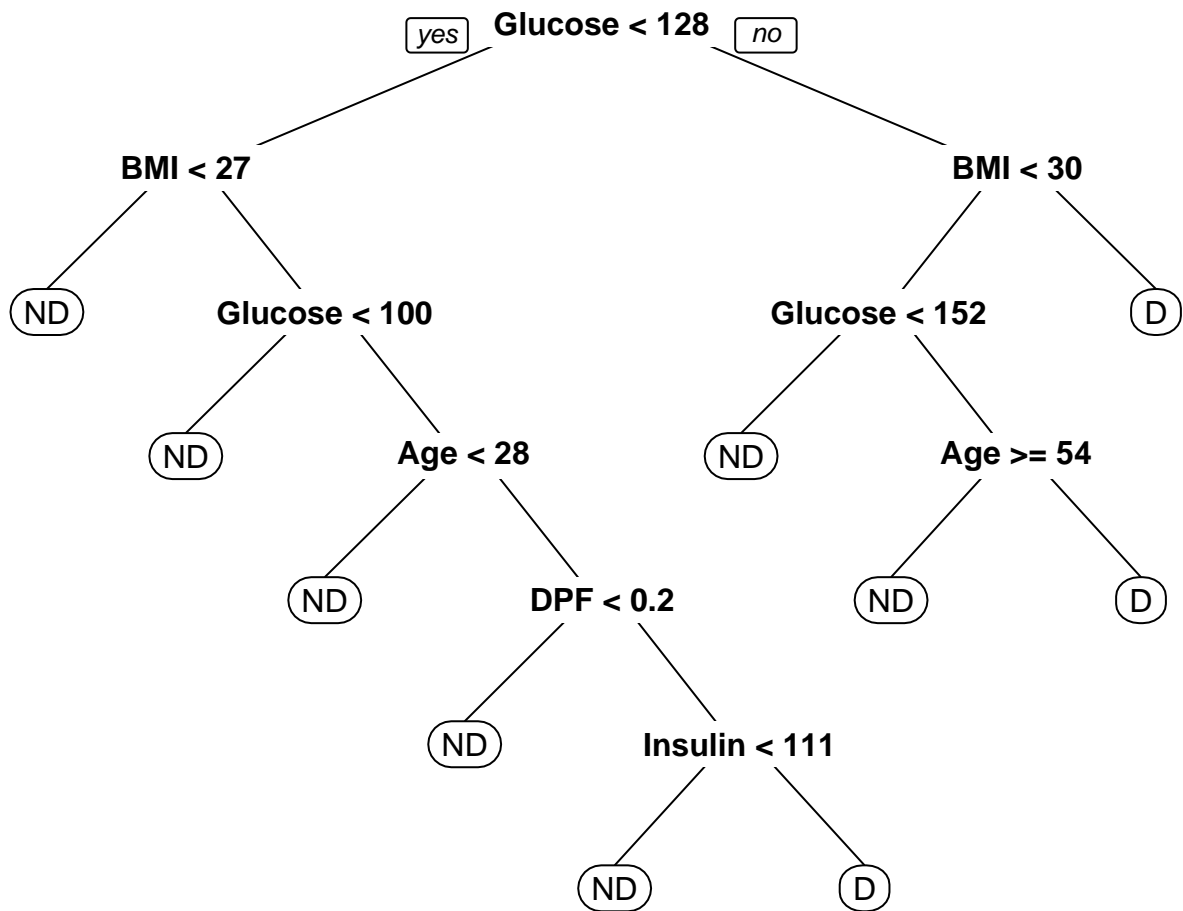 yes Glucose < 128 no
BMI < 27 BMI < 30
ND Glucose < 100 Glucose < 152 D
ND Age < 28 ND Age >= 54
ND DPF < 0.2 ND D
ND Insulin < 111
ND D